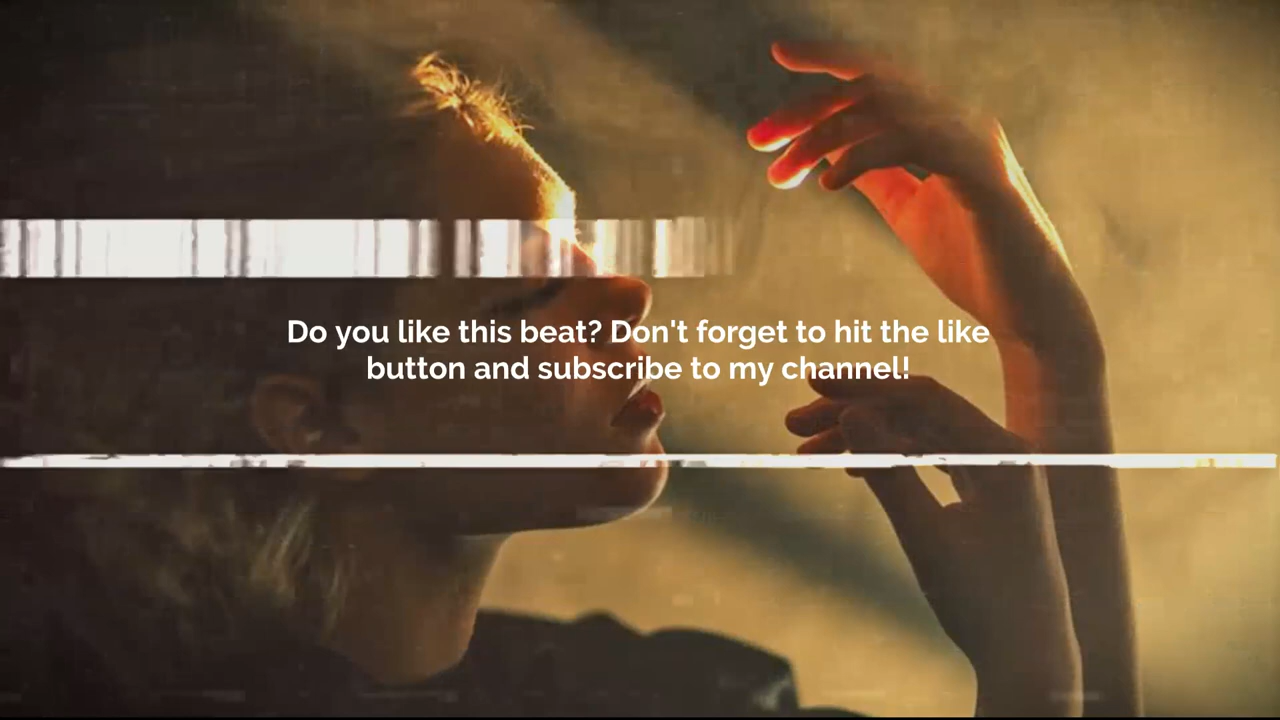 Do you like this beat? Don't forget to hit the like
button and subscribe to my channel!